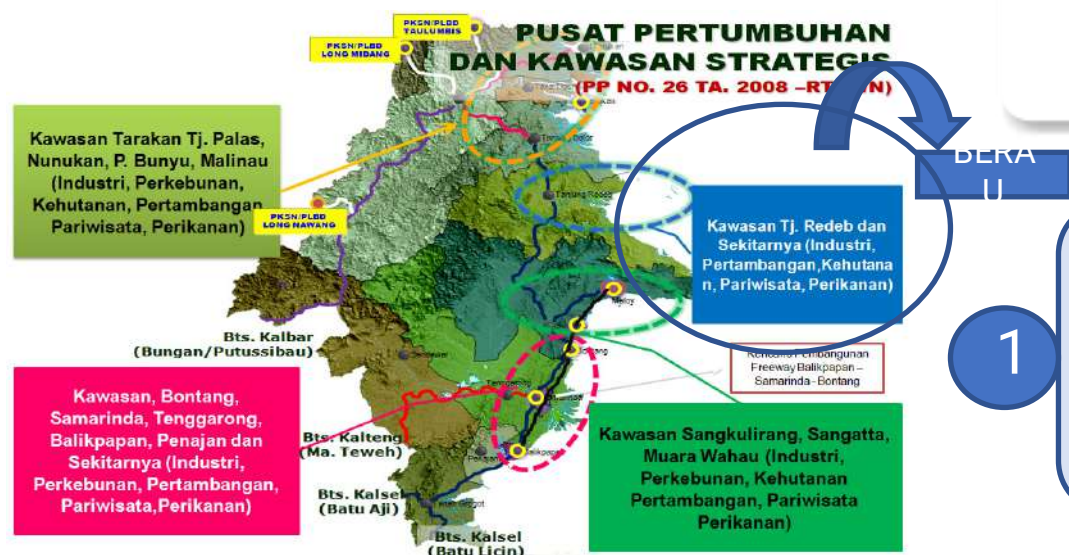 PKSN/PLBD
TAULUMBIS
PKSN/PLBD
LONG MIDANG
PUSAT PERTUMBUHAN
DAN KAWASAN STRATEGIS
(PP NO. 26 TA. 2008 –
Kawasan Tarakan Tj. Palas,
Nunukan, P. Bunyu, Malinau
(Industri, Perkebunan,
Kehutanan, Pertambangan
Pariwisata, Perikanan)
PKSN/PLBD
LONG NAWANG
Tanjung Redeb
BERA
U
Kawasan Tj. Redeb dan
Sekitarnya (Industri,
Pertambangan,Kehutana
n, Pariwisata, Perikanan)
1
Maloy
Bts. Kalbar
(Bungan/Putussibau)
Pembangunan
Freeway Balikpapan –
Samarinda - Bontang
Kawasan, Bontang,
Samarinda, Tenggarong,
Balikpapan, Penajan dan
Sekitarnya (Industri,
Perkebunan, Pertambangan,
Pariwisata,Perikanan)
Bts. Kalteng
(Ma. Teweh)
Kawasan Sangkulirang, Sangatta,
Muara Wahau (Industri,
Perkebunan, Kehutanan
Pertambangan, Pariwisata
Perikanan)
Bts. Kalsel
(Batu Aji)
Bts. Kalsel
(Batu Licin)